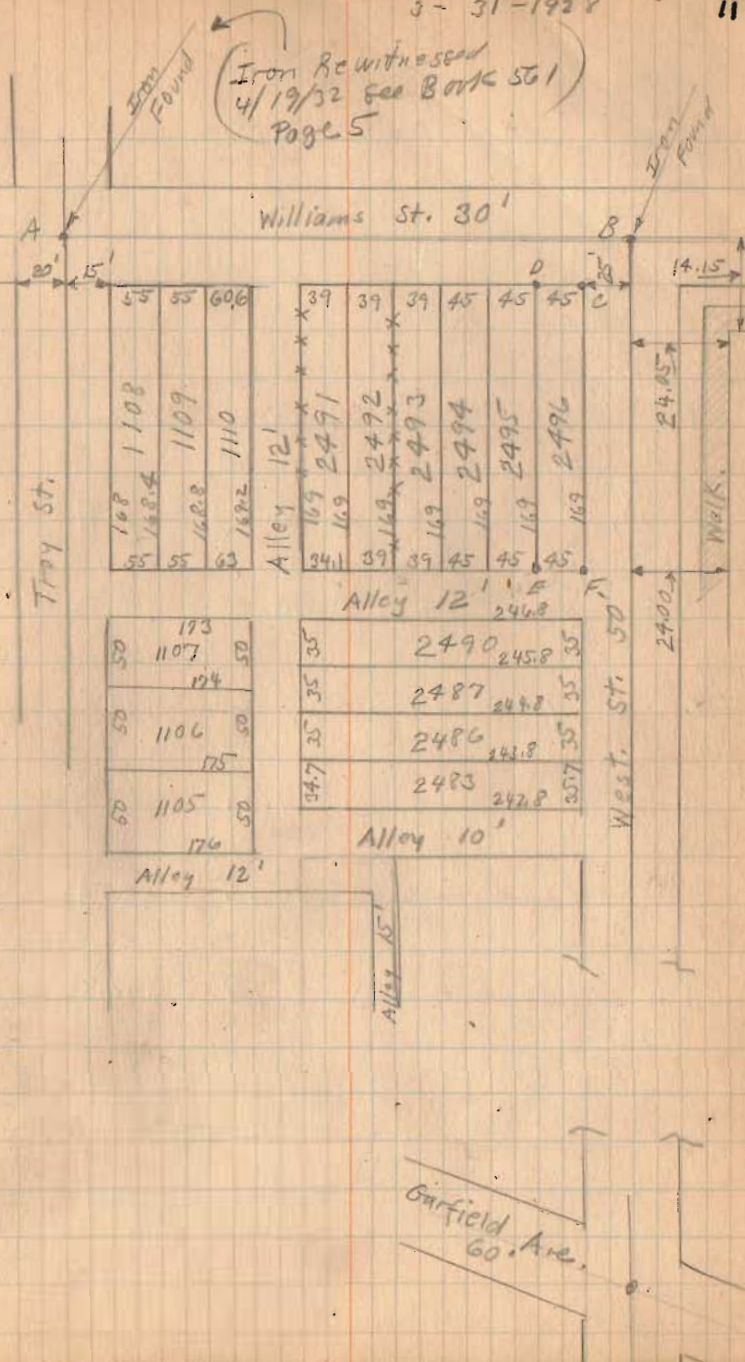 3 - 31 - 1928
11
Iron Found
(Iron Rewitnessed
4/19/32 See Book 561
Page 5)
Iron Found
Williams St. 30'
A
B
20'
15'
D
C
25'
14.15
55 55 60.6
39 39 39 45 45 45
1108
1109
1110
Alley 12'
2491
2492
2493
2494
2495
2496
24.05
Walk.
Troy St.
168
168.4
168.8
169.2
169
169
169
169
169
169
55 55 63
34.1 39 39 45 45 45
E
F
Alley 12'
246.8
24.00
West. St. 50'
173
50 1107 50
174
50 1106 50
175
50 1105 50
176
35 2490 245.8 35
35 2487 244.8 35
35 2486 243.8 35
34.7 2483 242.8 35.7
Alley 10'
Alley 12'
Alley 15'
Garfield
60. Ave.